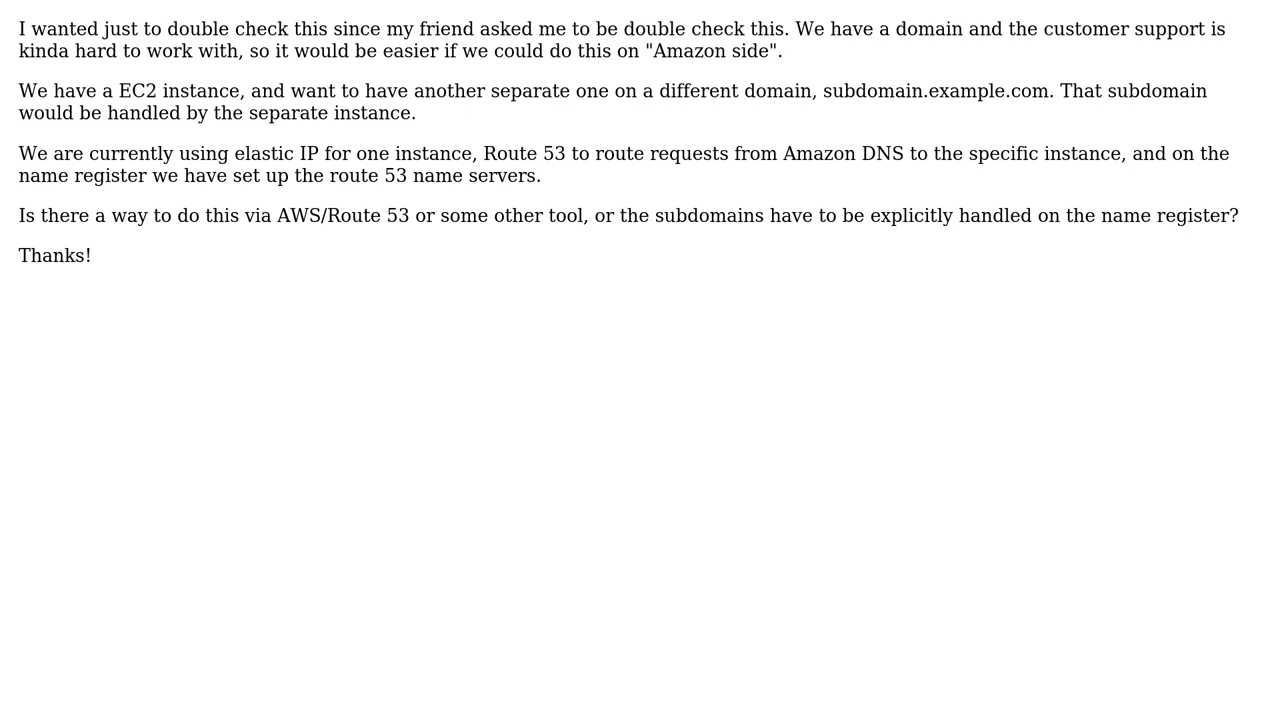 I wanted just to double check this since my friend asked me to be double check this. We have a domain and the customer support is
kinda hard to work with, so it would be easier if we could do this on "Amazon side".
We have a EC2 instance, and want to have another separate one on a different domain, subdomain.example.com. That subdomain
would be handled by the separate instance.
We are currently using elastic IP for one instance, Route 53 to route requests from Amazon DNS to the specific instance, and on the
name register we have set up the route 53 name servers.
Is there a way to do this via AWS/Route 53 or some other tool, or the subdomains have to be explicitly handled on the name register?
Thanks!